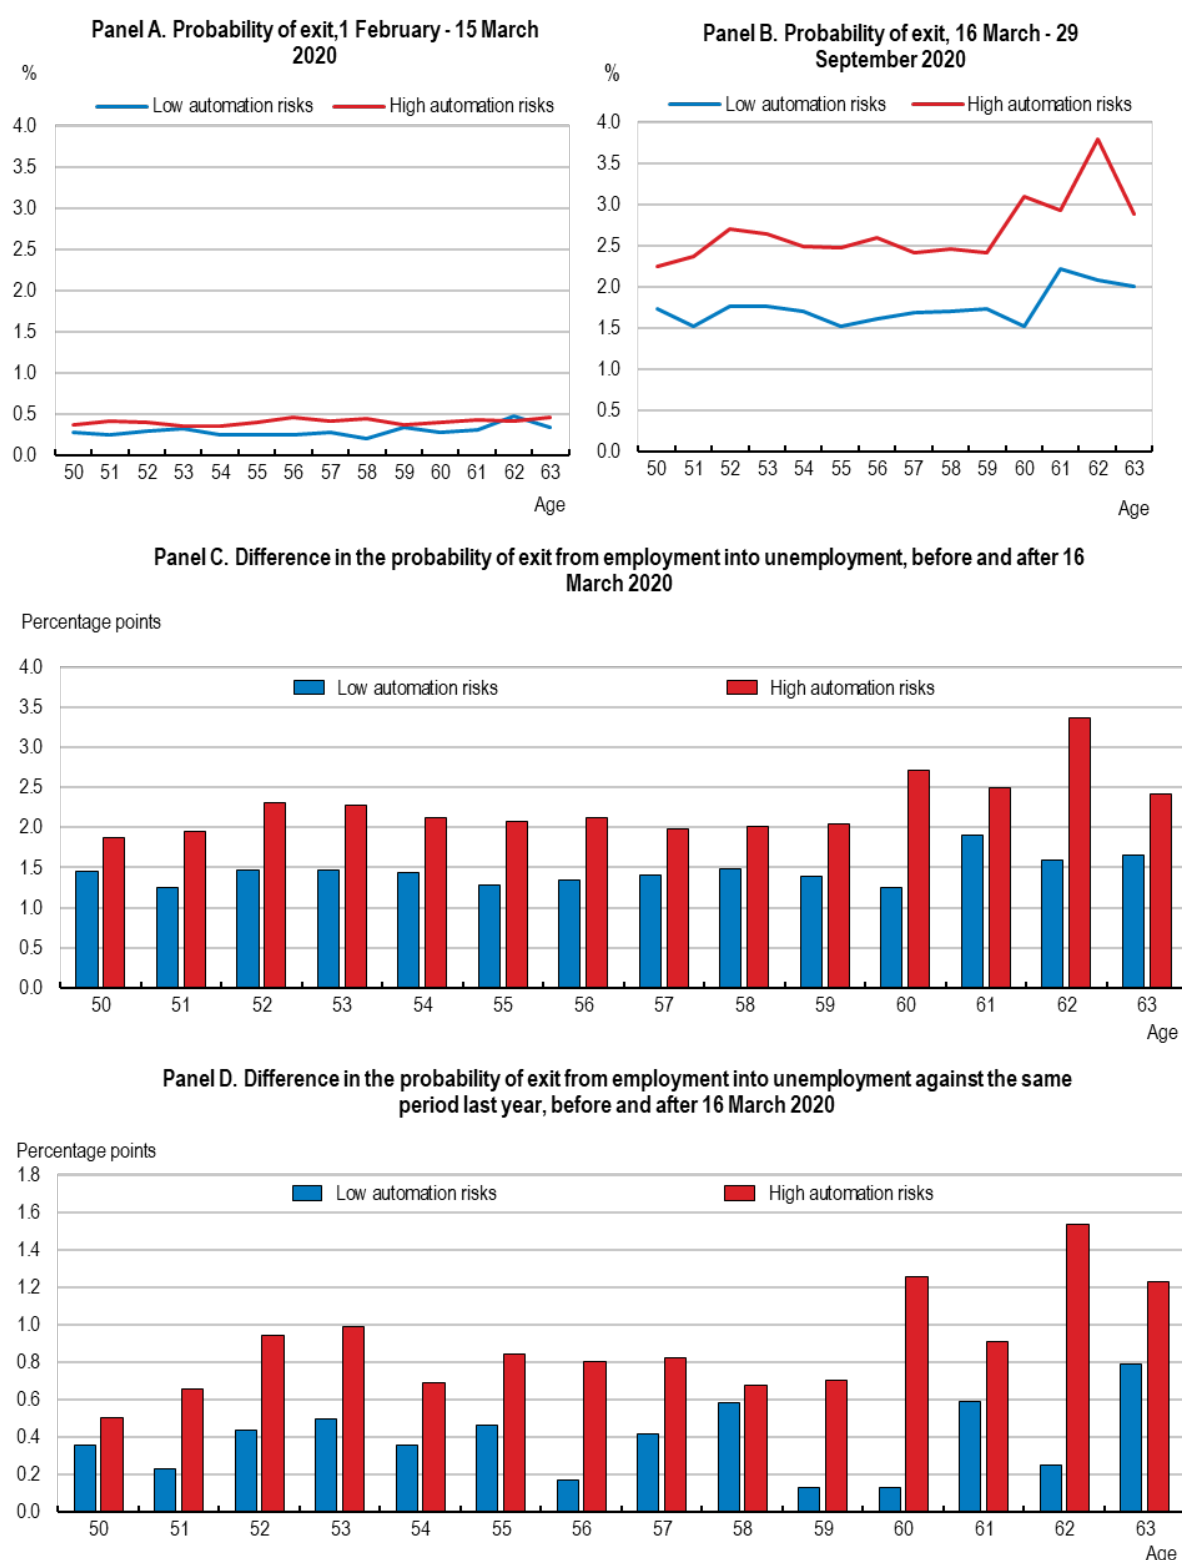 Panel A. Probability of exit,1 February - 15 March
2020
%
Low automation risks
High automation risks
4.0
3.5
3.0
2.5
2.0
1.5
1.0
0.5
0.0
50 51 52 53 54 55 56 57 58 59 60 61 62 63
Age
Panel B. Probability of exit, 16 March - 29
September 2020
%
Low automation risks
High automation risks
4.0
3.5
3.0
2.5
2.0
1.5
1.0
0.5
0.0
50 51 52 53 54 55 56 57 58 59 60 61 62 63
Age
Panel C. Difference in the probability of exit from employment into unemployment, before and after 16
March 2020
Percentage points
Low automation risks
High automation risks
4.0
3.5
3.0
2.5
2.0
1.5
1.0
0.5
0.0
50 51 52 53 54 55 56 57 58 59 60 61 62 63
Age
Panel D. Difference in the probability of exit from employment into unemployment against the same
period last year, before and after 16 March 2020
Percentage points
Low automation risks
High automation risks
1.8
1.6
1.4
1.2
1.0
0.8
0.6
0.4
0.2
0.0
50 51 52 53 54 55 56 57 58 59 60 61 62 63
Age